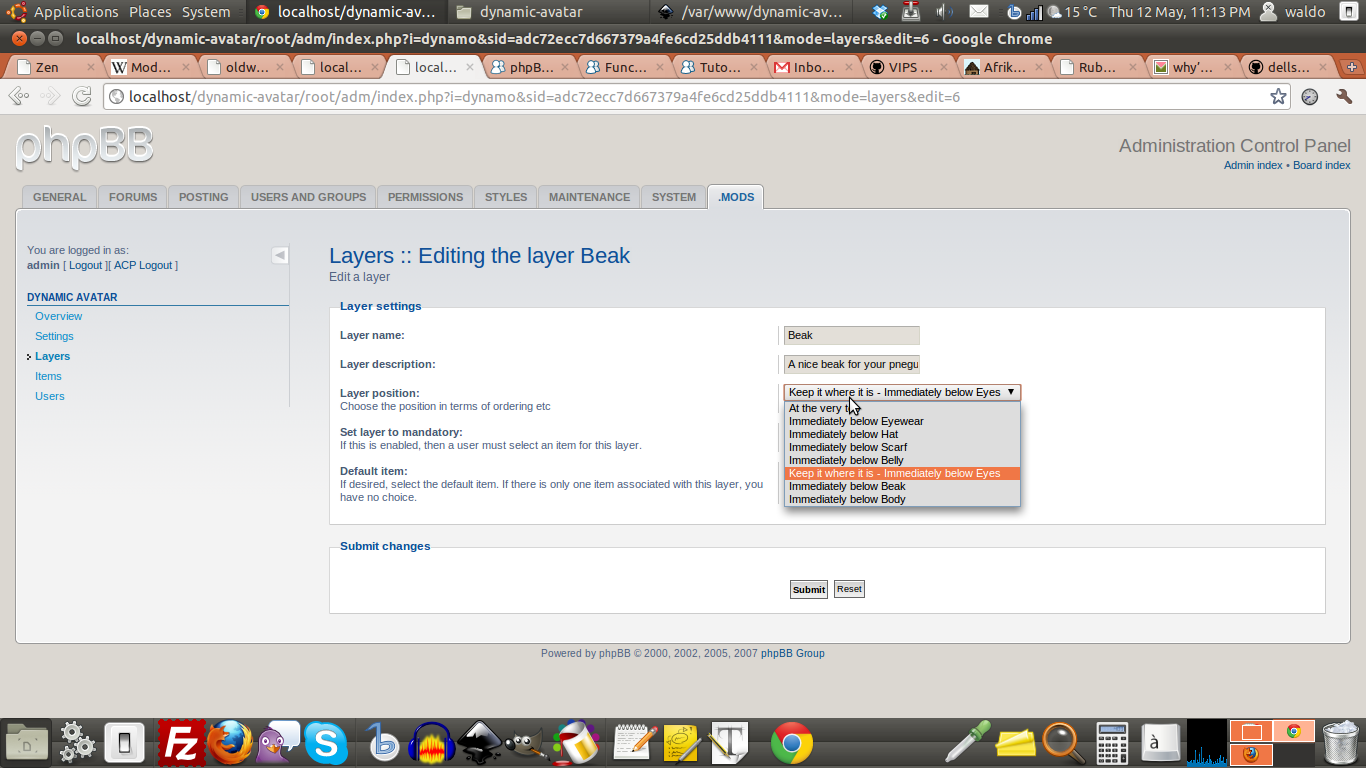 Applications Places System localhost/dynamic-av... dynamic-avatar /var/www/dynamic-av... 15 °C Thu 12 May, 11:13 PM waldo
localhost/dynamic-avatar/root/adm/index.php?i=dynamo&sid=adc72ecc7d667379a4fe6cd25ddb4111&mode=layers&edit=6 - Google Chrome
Zen Mod... oldw... local... local... phpB... Func... Tuto... Inbo... VIPS ... Afrik... Rub... why'... dells...
localhost/dynamic-avatar/root/adm/index.php?i=dynamo&sid=adc72ecc7d667379a4fe6cd25ddb4111&mode=layers&edit=6
phpBB
Administration Control Panel
Admin index • Board index
GENERAL FORUMS POSTING USERS AND GROUPS PERMISSIONS STYLES MAINTENANCE SYSTEM .MODS
You are logged in as:
admin [ Logout ][ ACP Logout ]
DYNAMIC AVATAR
Overview
Settings
Layers
Items
Users
Layers :: Editing the layer Beak
Edit a layer
Layer settings
Layer name: Beak
Layer description: A nice beak for your pnegu
Layer position: Keep it where it is - Immediately below Eyes
Choose the position in terms of ordering etc
At the very
Immediately below Eyewear
Immediately below Hat
Immediately below Scarf
Immediately below Belly
Keep it where it is - Immediately below Eyes
Immediately below Beak
Immediately below Body
Set layer to mandatory:
If this is enabled, then a user must select an item for this layer.
Default item:
If desired, select the default item. If there is only one item associated with this layer, you
have no choice.
Submit changes
Submit Reset
Powered by phpBB © 2000, 2002, 2005, 2007 phpBB Group